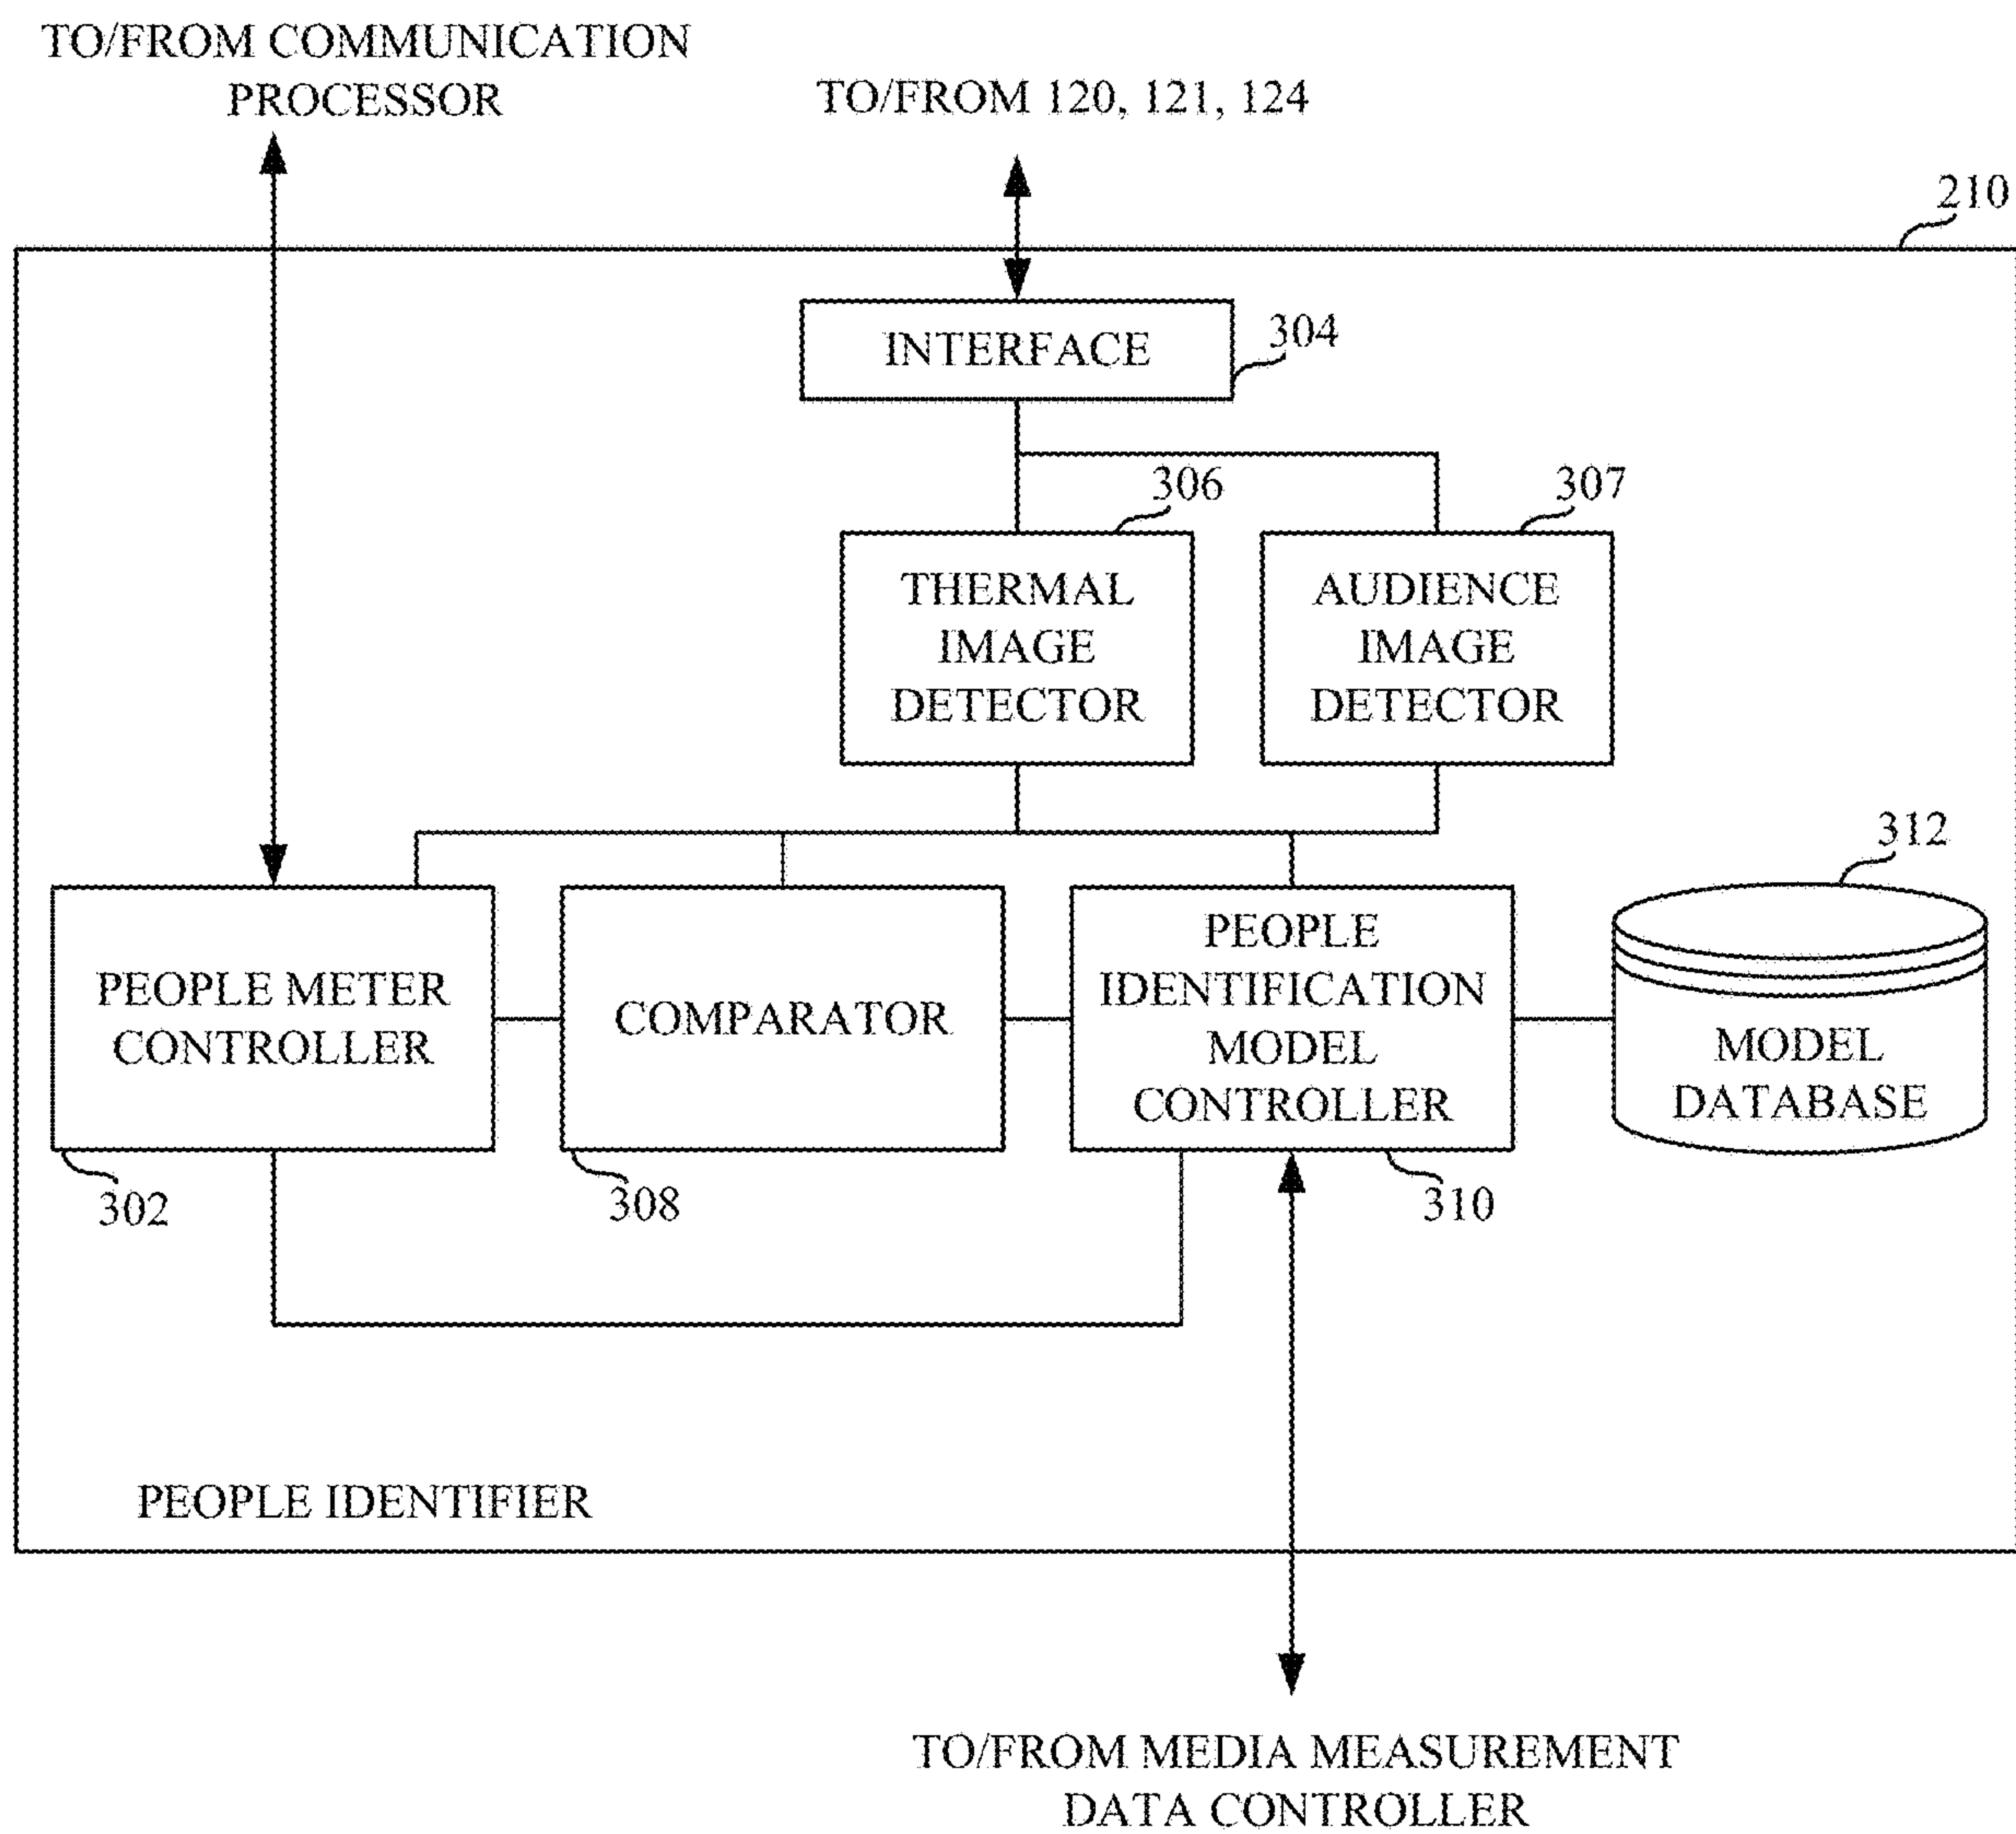 TO/FROM COMMUNICATION
PROCESSOR
TO/FROM 120, 121, 124
210
INTERFACE
304
306
307
THERMAL
IMAGE
DETECTOR
AUDIENCE
IMAGE
DETECTOR
312
PEOPLE METER
CONTROLLER
COMPARATOR
PEOPLE
IDENTIFICATION
MODEL
CONTROLLER
MODEL
DATABASE
302
308
310
PEOPLE IDENTIFIER
TO/FROM MEDIA MEASUREMENT
DATA CONTROLLER